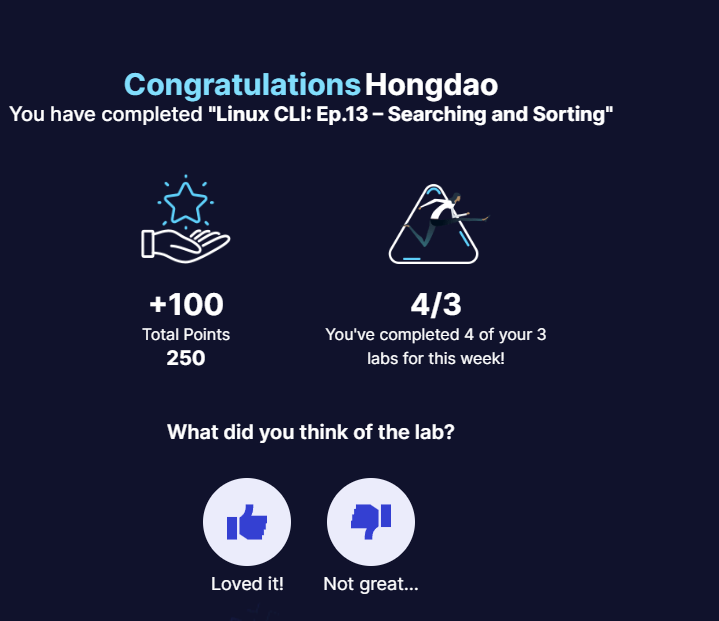 Congratulations Hongdao
You have completed "Linux CLI: Ep.13 – Searching and Sorting"
+100
Total Points
250
4/3
You've completed 4 of your 3
labs for this week!
What did you think of the lab?
Loved it!
Not great...